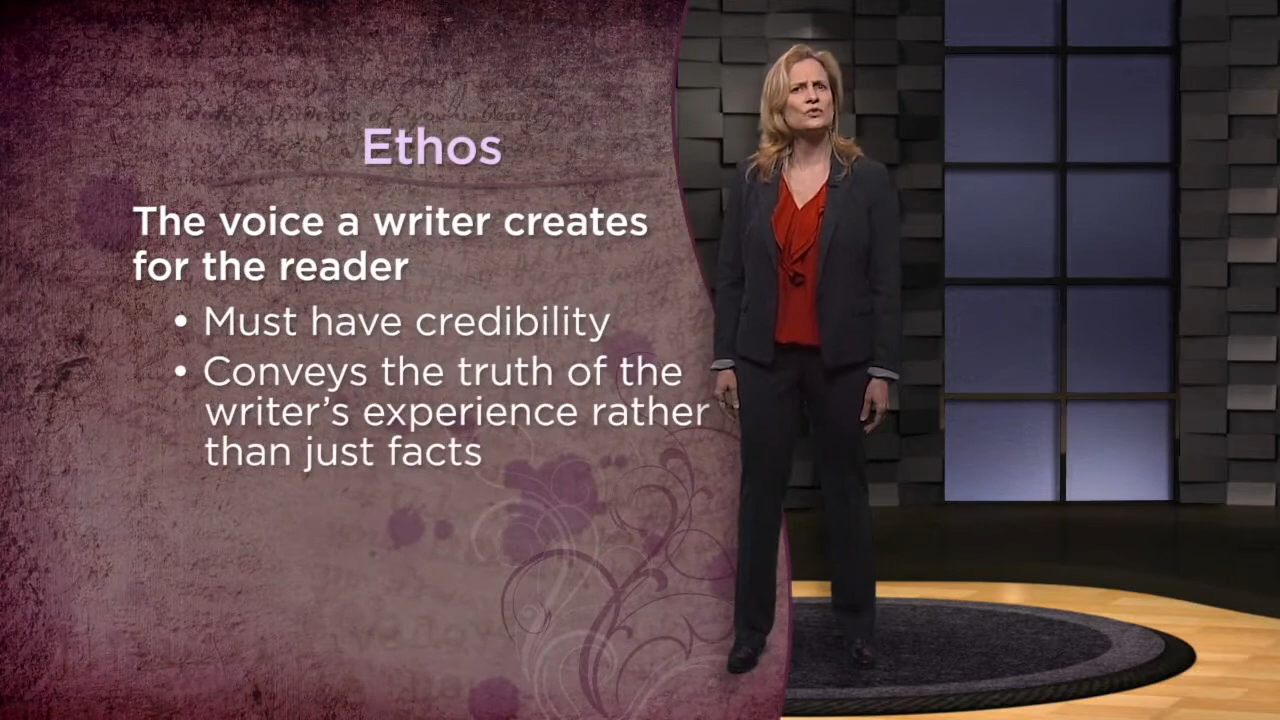 Ethos
The voice a writer creates
for the reader
• Must have credibility
• Conveys the truth of the
writer's experience rather
than just facts